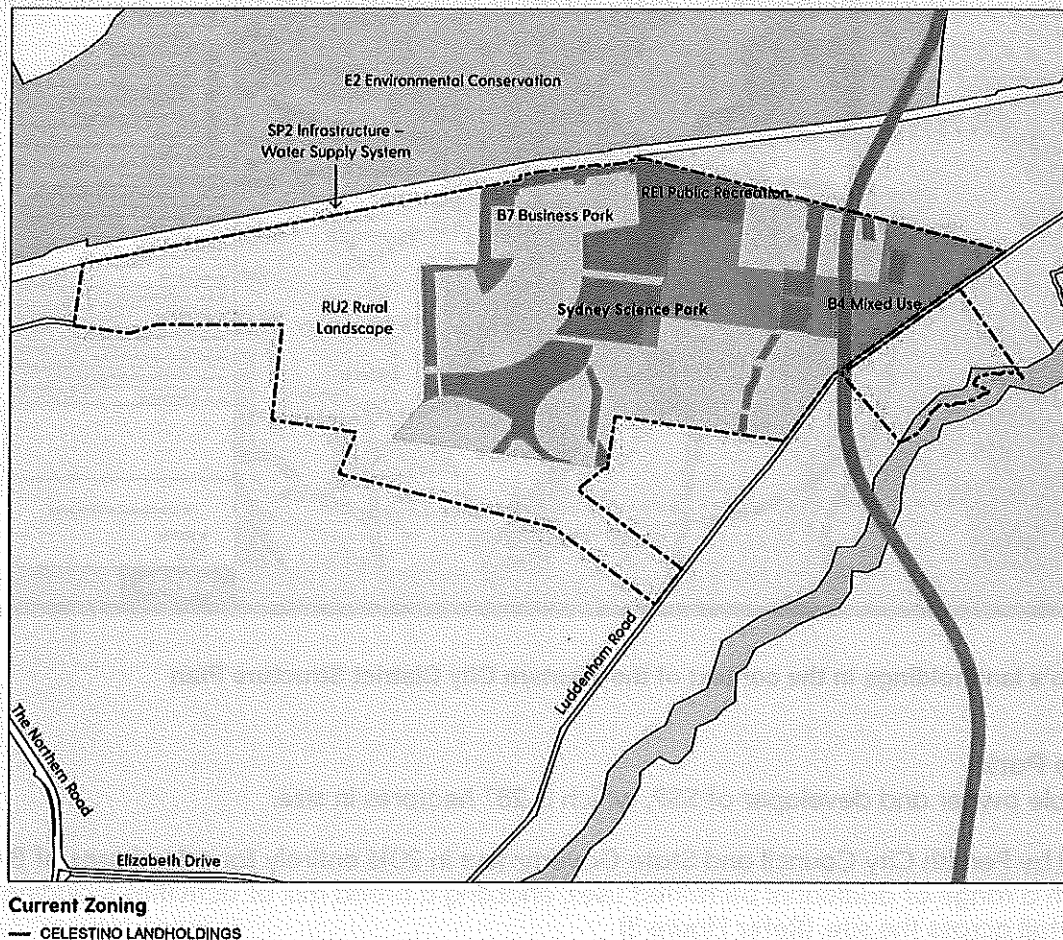 E2 Environmental Conservation
SP2 Infrastructure –
Water Supply System
RE1 Public Recreation
B7 Business Park
RU2 Rural
Landscape
Sydney Science Park
B4 Mixed Use
Luddenham Road
The Northern Road
Elizabeth Drive
Current Zoning
CELESTINO LANDHOLDINGS